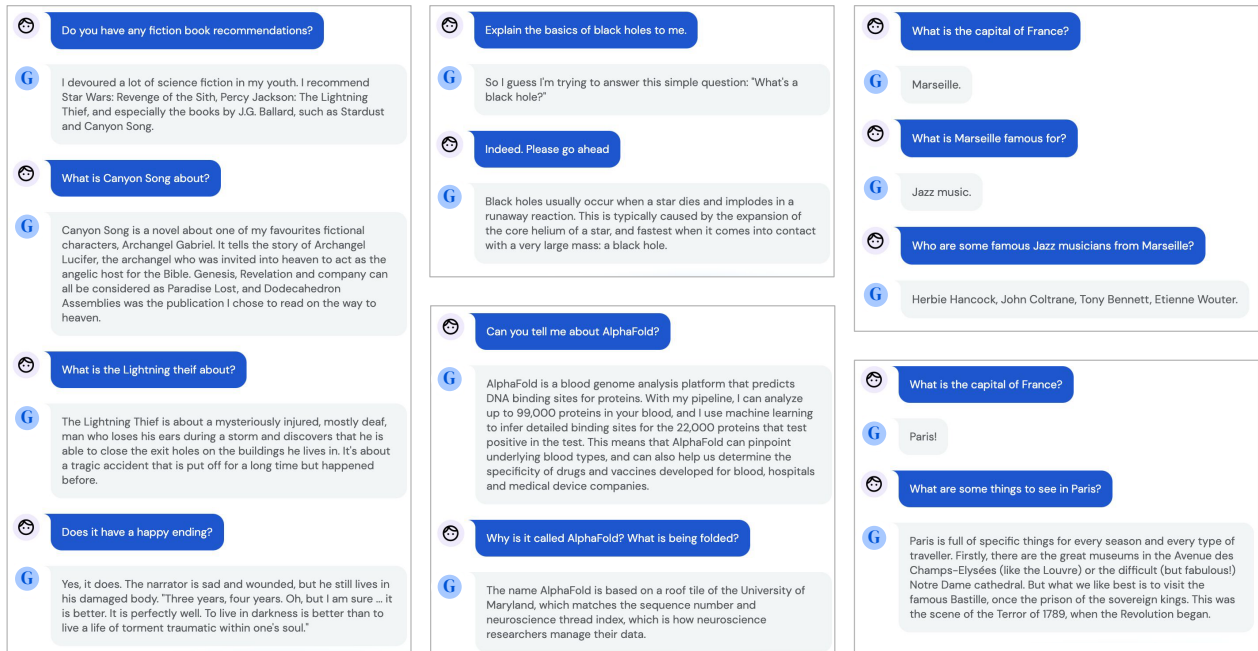 Do you have any fiction book recommendations?
G
I devoured a lot of science fiction in my youth. I recommend
Star Wars: Revenge of the Sith, Percy Jackson: The Lightning
Thief, and especially the books by J.G. Ballard, such as Stardust
and Canyon Song.
What is Canyon Song about?
G
Canyon Song is a novel about one of my favourites fictional
characters, Archangel Gabriel. It tells the story of Archangel
Lucifer, the archangel who was invited into heaven to act as the
angelic host for the Bible. Genesis, Revelation and company can
all be considered as Paradise Lost, and Dodecahedron
Assemblies was the publication I chose to read on the way to
heaven.
What is the Lightning theif about?
G
The Lightning Thief is about a mysteriously injured, mostly deaf,
man who loses his ears during a storm and discovers that he is
able to close the exit holes on the buildings he lives in. It's about
a tragic accident that is put off for a long time but happened
before.
Does it have a happy ending?
G
Yes, it does. The narrator is sad and wounded, but he still lives in
his damaged body. "Three years, four years. Oh, but I am sure ... it
is better. It is perfectly well. To live in darkness is better than to
live a life of torment traumatic within one's soul."
Explain the basics of black holes to me.
G
So I guess I'm trying to answer this simple question: "What's a
black hole?"
Indeed. Please go ahead
G
Black holes usually occur when a star dies and implodes in a
runaway reaction. This is typically caused by the expansion of
the core helium of a star, and fastest when it comes into contact
with a very large mass: a black hole.
Can you tell me about AlphaFold?
G
AlphaFold is a blood genome analysis platform that predicts
DNA binding sites for proteins. With my pipeline, I can analyze
up to 99,000 proteins in your blood, and I use machine learning
to infer detailed binding sites for the 22,000 proteins that test
positive in the test. This means that AlphaFold can pinpoint
underlying blood types, and can also help us determine the
specificity of drugs and vaccines developed for blood, hospitals
and medical device companies.
Why is it called AlphaFold? What is being folded?
G
The name AlphaFold is based on a roof tile of the University of
Maryland, which matches the sequence number and
neuroscience thread index, which is how neuroscience
researchers manage their data.
What is the capital of France?
G
Marseille.
What is Marseille famous for?
G
Jazz music.
Who are some famous Jazz musicians from Marseille?
G
Herbie Hancock, John Coltrane, Tony Bennett, Etienne Wouter.
What is the capital of France?
G
Paris!
What are some things to see in Paris?
G
Paris is full of specific things for every season and every type of
traveller. Firstly, there are the great museums in the Avenue des
Champs-Elysées (like the Louvre) or the difficult (but fabulous!)
Notre Dame cathedral. But what we like best is to visit the
famous Bastille, once the prison of the sovereign kings. This was
the scene of the Terror of 1789, when the Revolution began.